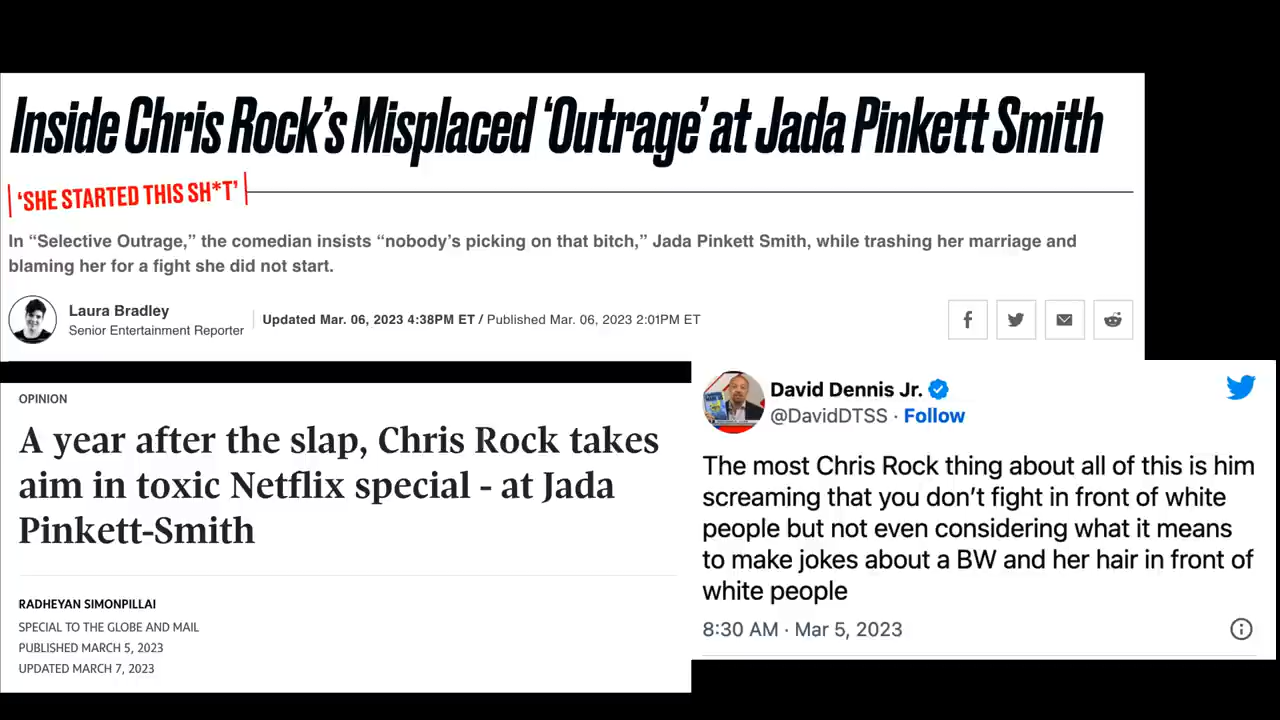 Inside Chris Rock's Misplaced 'Outrage' at Jada Pinkett Smith
'SHE STARTED THIS SH*T'
In “Selective Outrage,” the comedian insists “nobody's picking on that bitch,” Jada Pinkett Smith, while trashing her marriage and
blaming her for a fight she did not start.
Laura Bradley
Senior Entertainment Reporter
Updated Mar. 06, 2023 4:38PM ET / Published Mar. 06, 2023 2:01PM ET
OPINION
A year after the slap, Chris Rock takes
aim in toxic Netflix special - at Jada
Pinkett-Smith
RADHEYAN SIMONPILLAI
SPECIAL TO THE GLOBE AND MAIL
PUBLISHED MARCH 5, 2023
UPDATED MARCH 7, 2023
David Dennis Jr.
@DavidDTSS · Follow
The most Chris Rock thing about all of this is him
screaming that you don't fight in front of white
people but not even considering what it means
to make jokes about a BW and her hair in front of
white people
8:30 AM · Mar 5, 2023